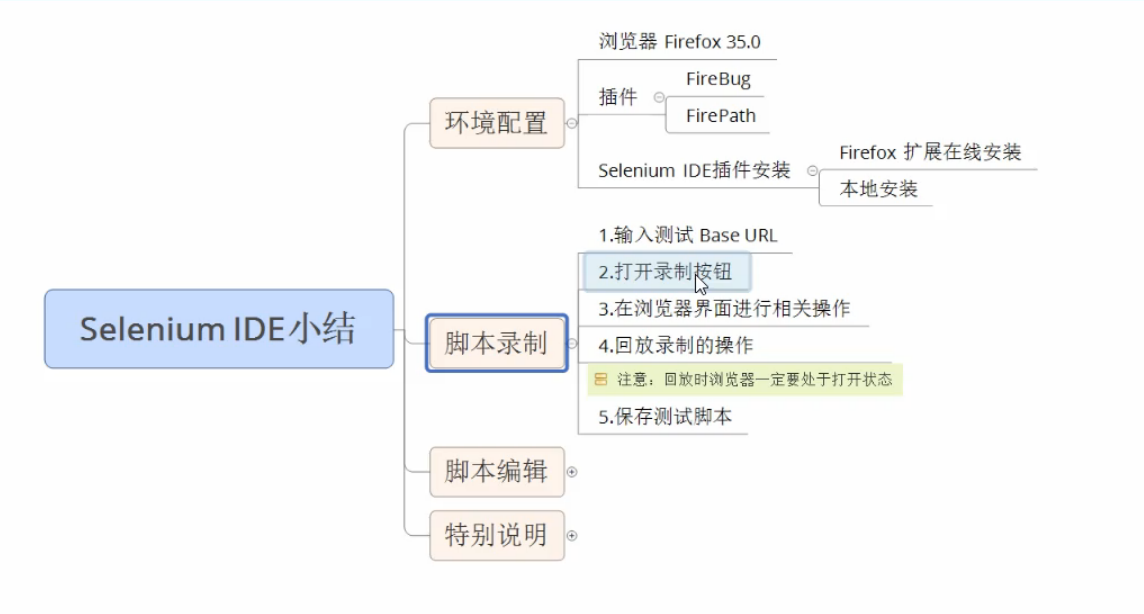 Selenium IDE小结
环境配置
浏览器 Firefox 35.0
插件
FireBug
FirePath
Selenium IDE插件安装
Firefox 扩展在线安装
本地安装
脚本录制
1.输入测试 Base URL
2.打开录制按钮
3.在浏览器界面进行相关操作
4.回放录制的操作
注意：回放时浏览器一定要处于打开状态
5.保存测试脚本
脚本编辑
特别说明